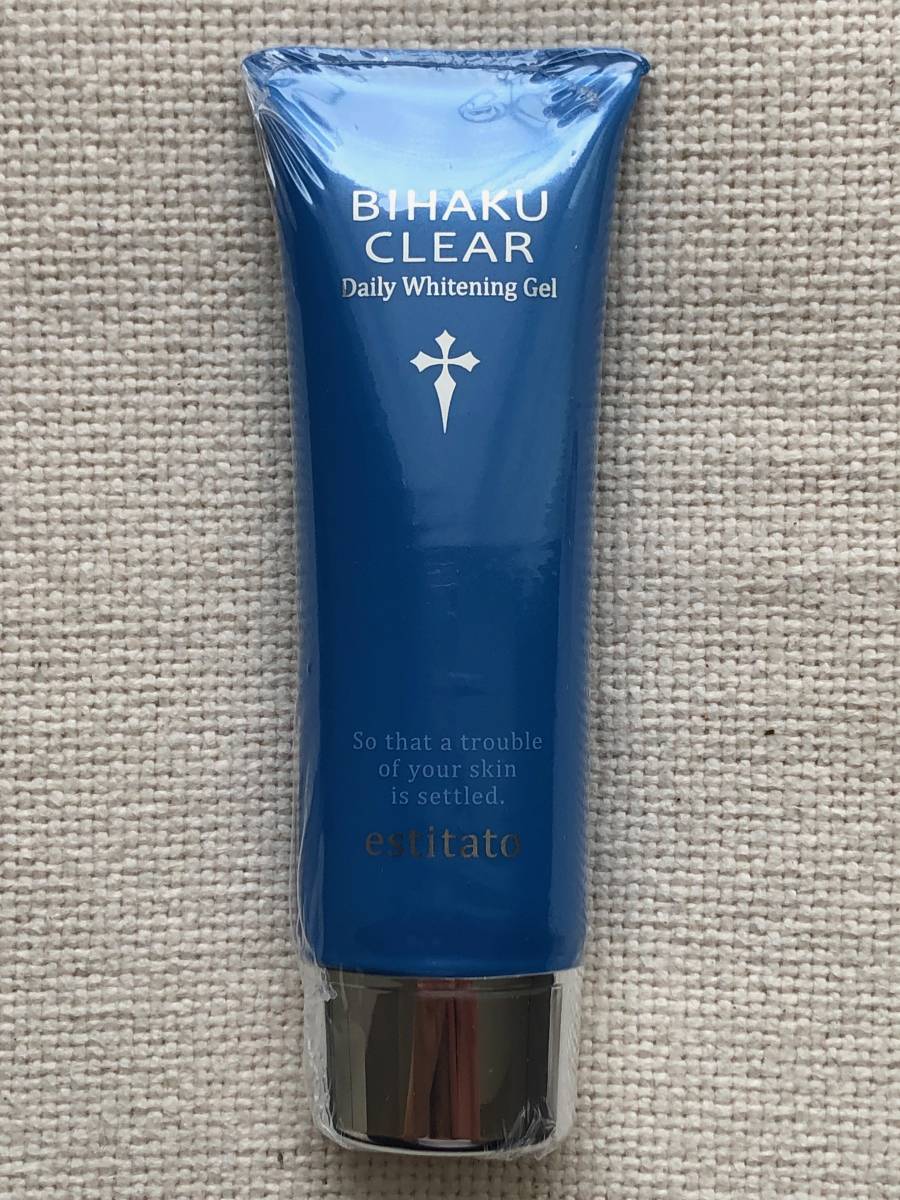 BIHAKU
CLEAR
Daily Whitening Gel
So that a trouble
of your skin
is settled.
estitato